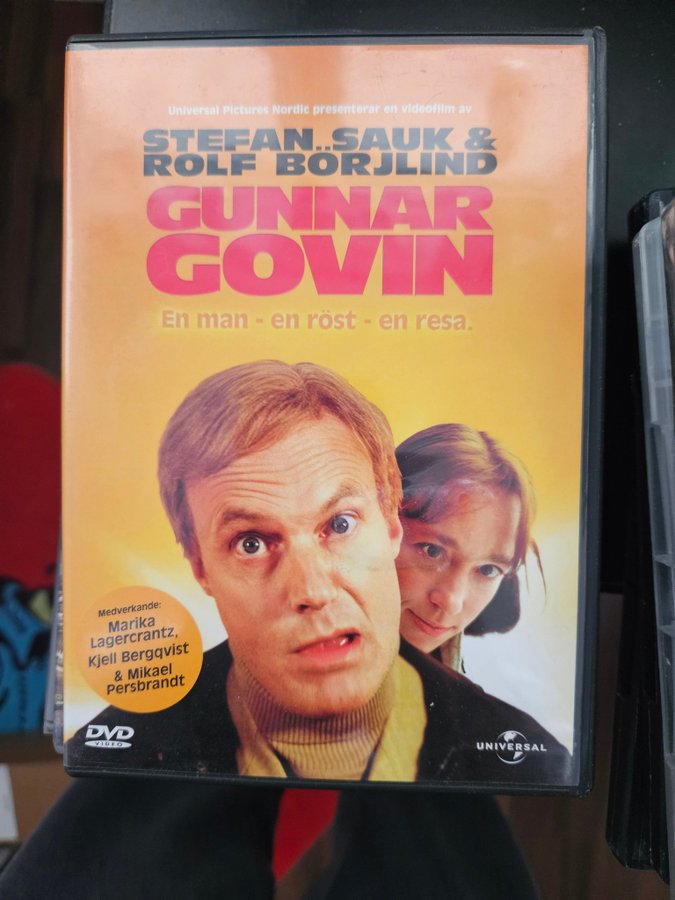 Universal Pictures Nordic presenterar en videofilm av
STEFAN SAUK &
ROLF BÖRJLIND
GUNNAR
GOVIN
En man - en röst - en resa.
Medverkande:
Marika
Lagercrantz,
Kjell Bergqvist
& Mikael
Persbrandt
DVD
VIDEO
UNIVERSAL